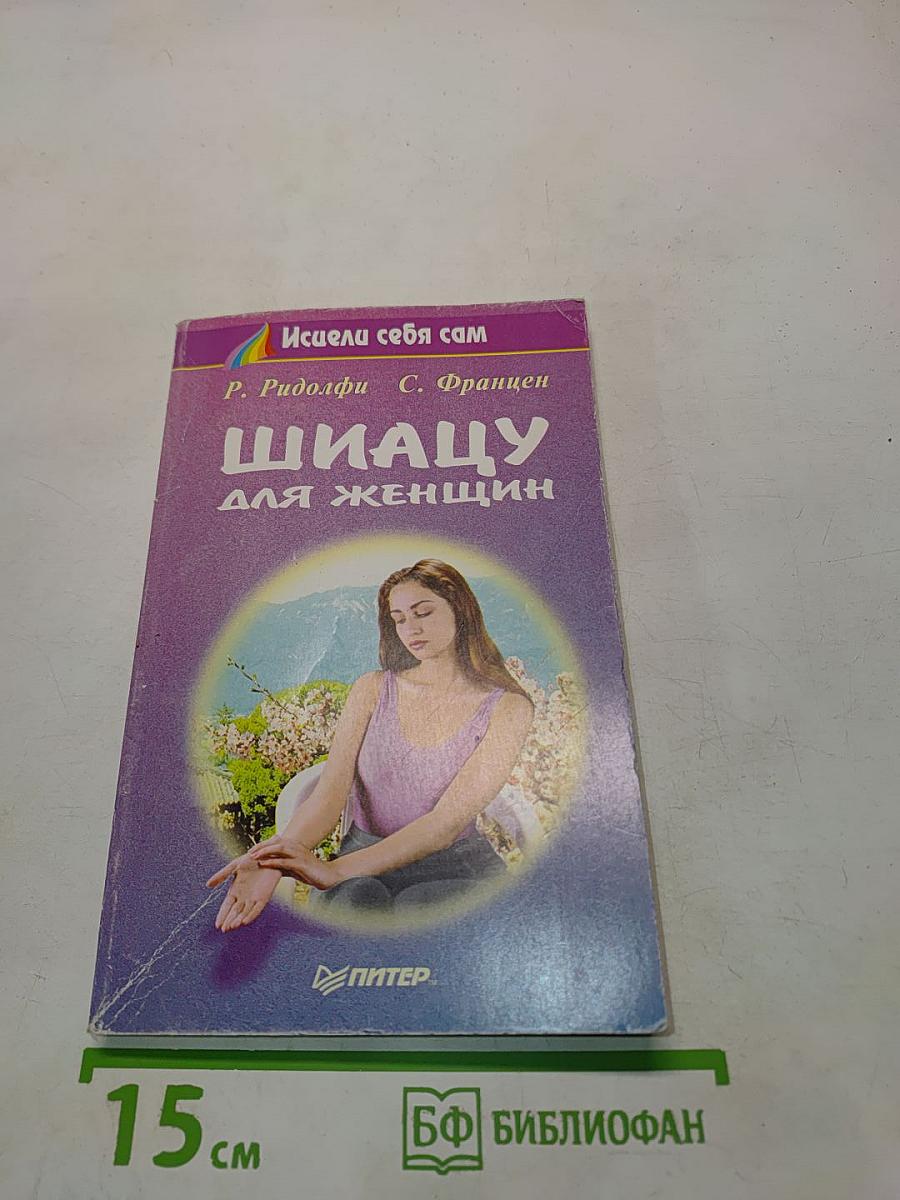 Исцели себя сам
Р. Ридолфи С. Францен
ШИАЦУ
ДЛЯ ЖЕНЩИН
ПИТЕР
15 см
БФ БИБЛИОФАН